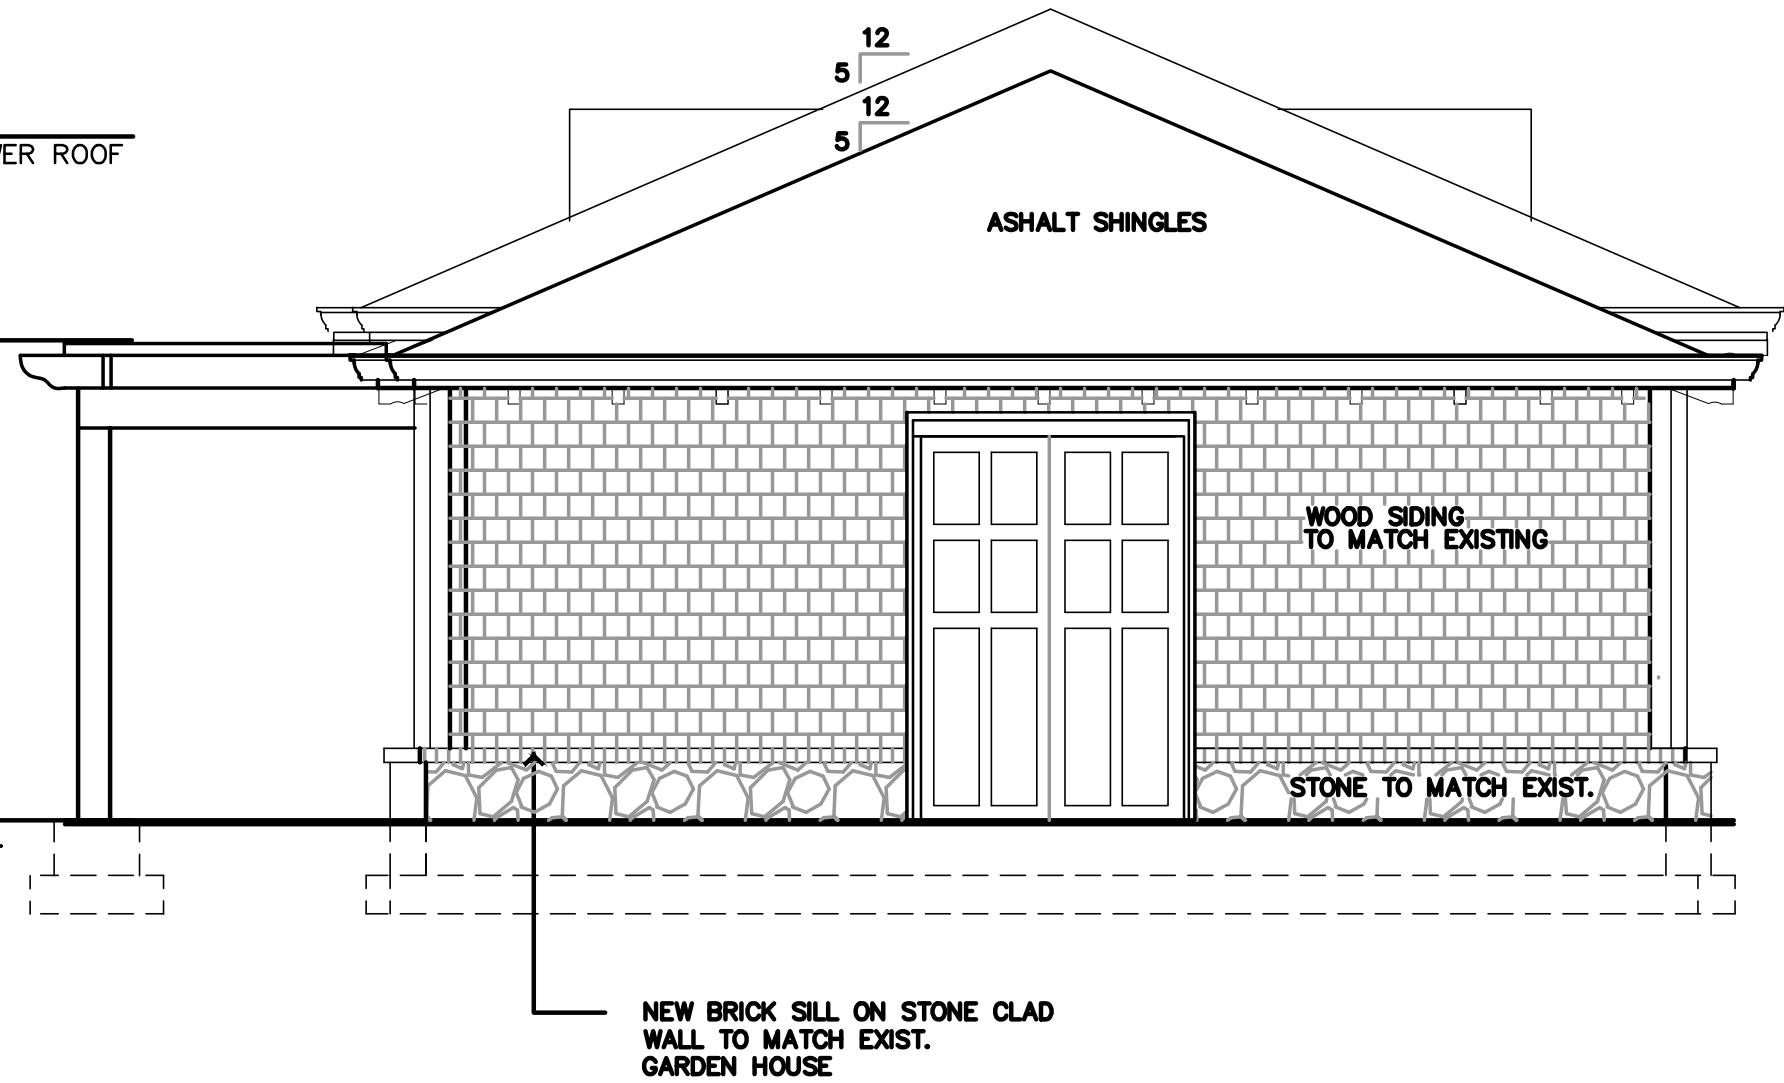 12
5
12
5
ROOF
ASHALT SHINGLES
WOOD SIDING
TO MATCH EXISTING
STONE TO MATCH EXIST.
NEW BRICK SILL ON STONE CLAD
WALL TO MATCH EXIST.
GARDEN HOUSE